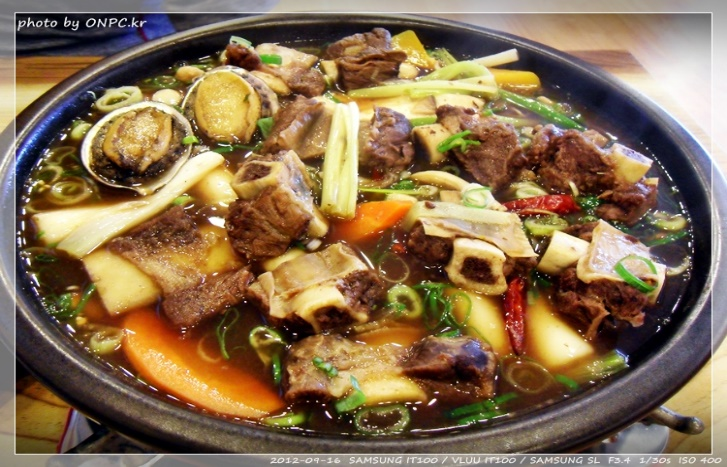 photo by ONPC.kr
2012-09-16 SAMSUNG IT100 / VLUU IT100 / SAMSUNG SL F3.4 1/30s ISO 400